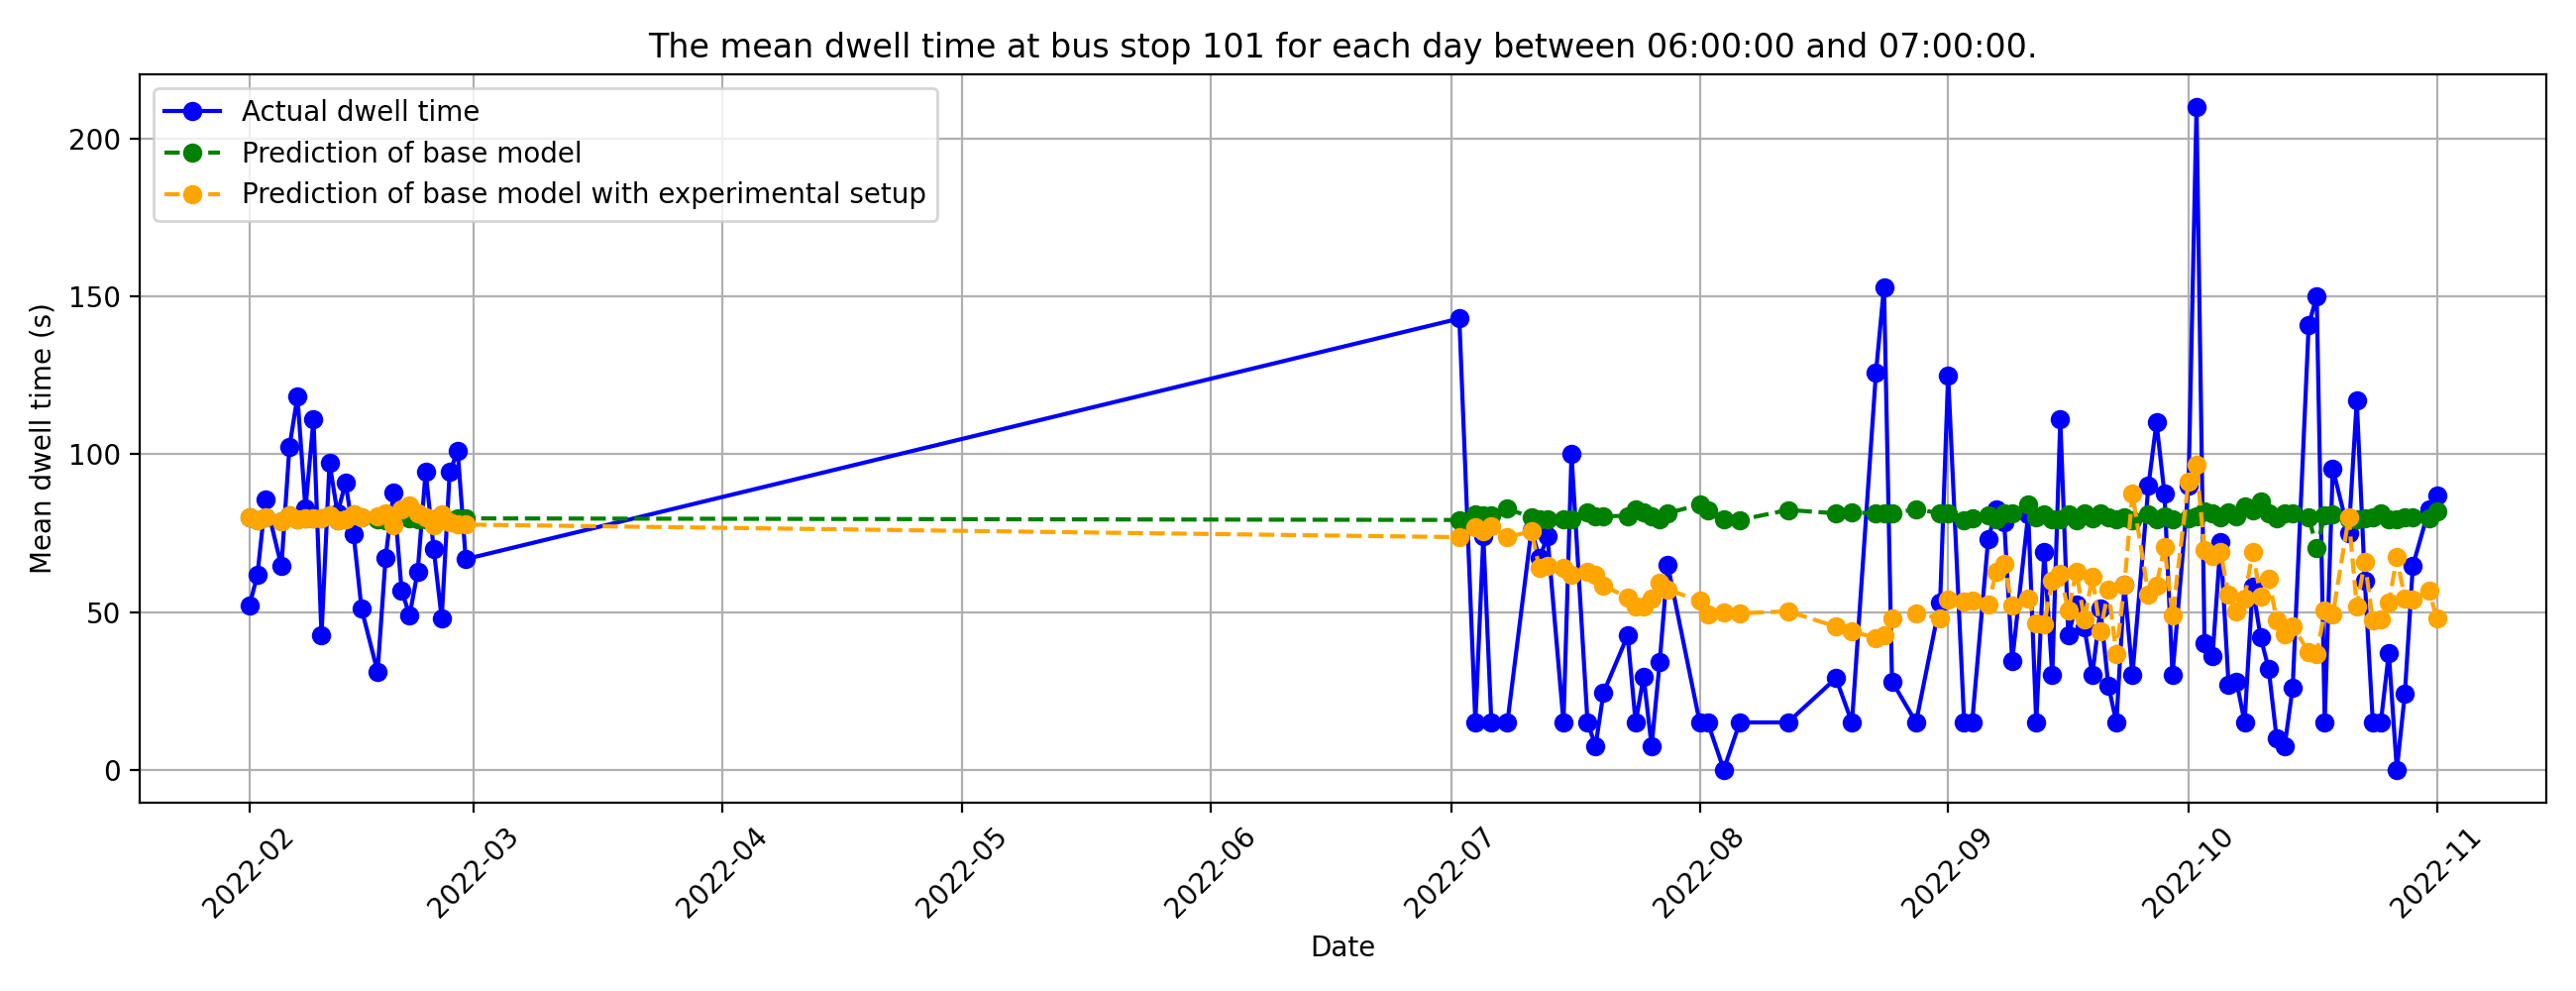 The mean dwell time at bus stop 101 for each day between 06:00:00 and 07:00:00.
Actual dwell time
Prediction of base model
Prediction of base model with experimental setup
Mean dwell time (s)
200
150
100
50
0
2022-02
2022-03
2022-04
2022-05
2022-06
2022-07
2022-08
2022-09
2022-10
2022-11
Date